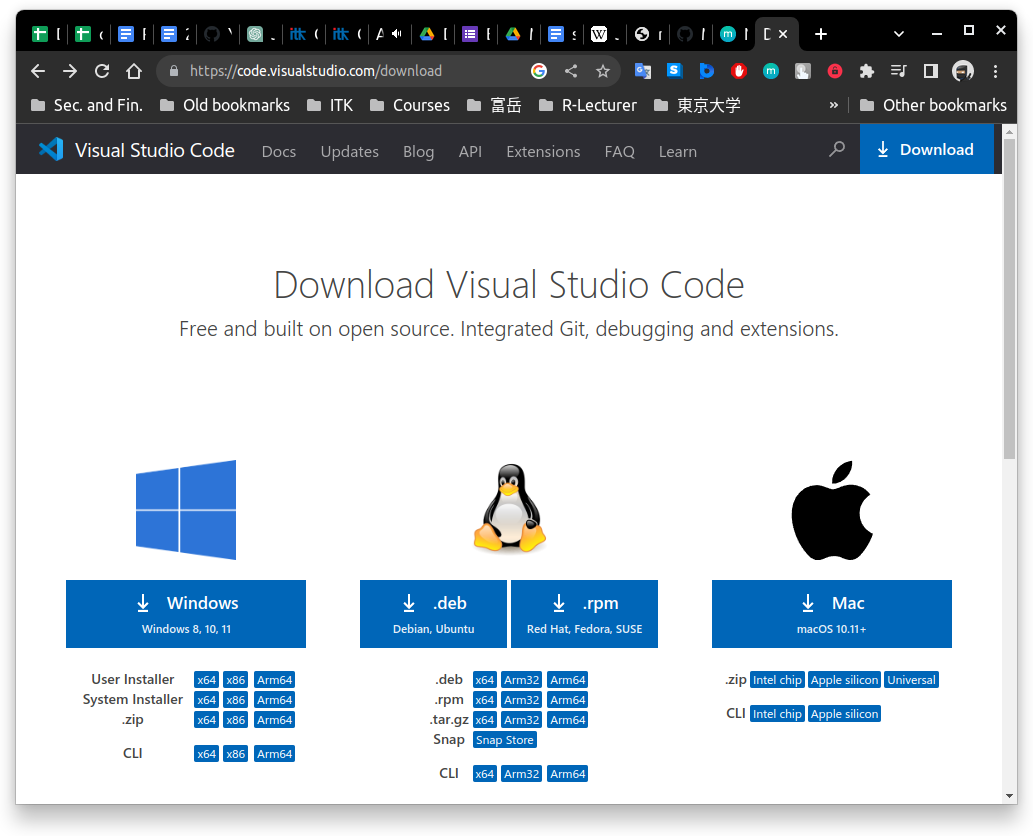 https://code.visualstudio.com/download
Sec. and Fin. Old bookmarks ITK Courses 富岳 R-Lecturer 東京大学 » Other bookmarks
Visual Studio Code Docs Updates Blog API Extensions FAQ Learn Download
Download Visual Studio Code
Free and built on open source. Integrated Git, debugging and extensions.
Windows
Windows 8, 10, 11
.deb
Debian, Ubuntu
.rpm
Red Hat, Fedora, SUSE
Mac
macOS 10.11+
User Installer x64 x86 Arm64
System Installer x64 x86 Arm64
.zip x64 x86 Arm64
CLI x64 x86 Arm64
.deb x64 Arm32 Arm64
.rpm x64 Arm32 Arm64
.tar.gz x64 Arm32 Arm64
Snap Snap Store
CLI x64 Arm32 Arm64
.zip Intel chip Apple silicon Universal
CLI Intel chip Apple silicon